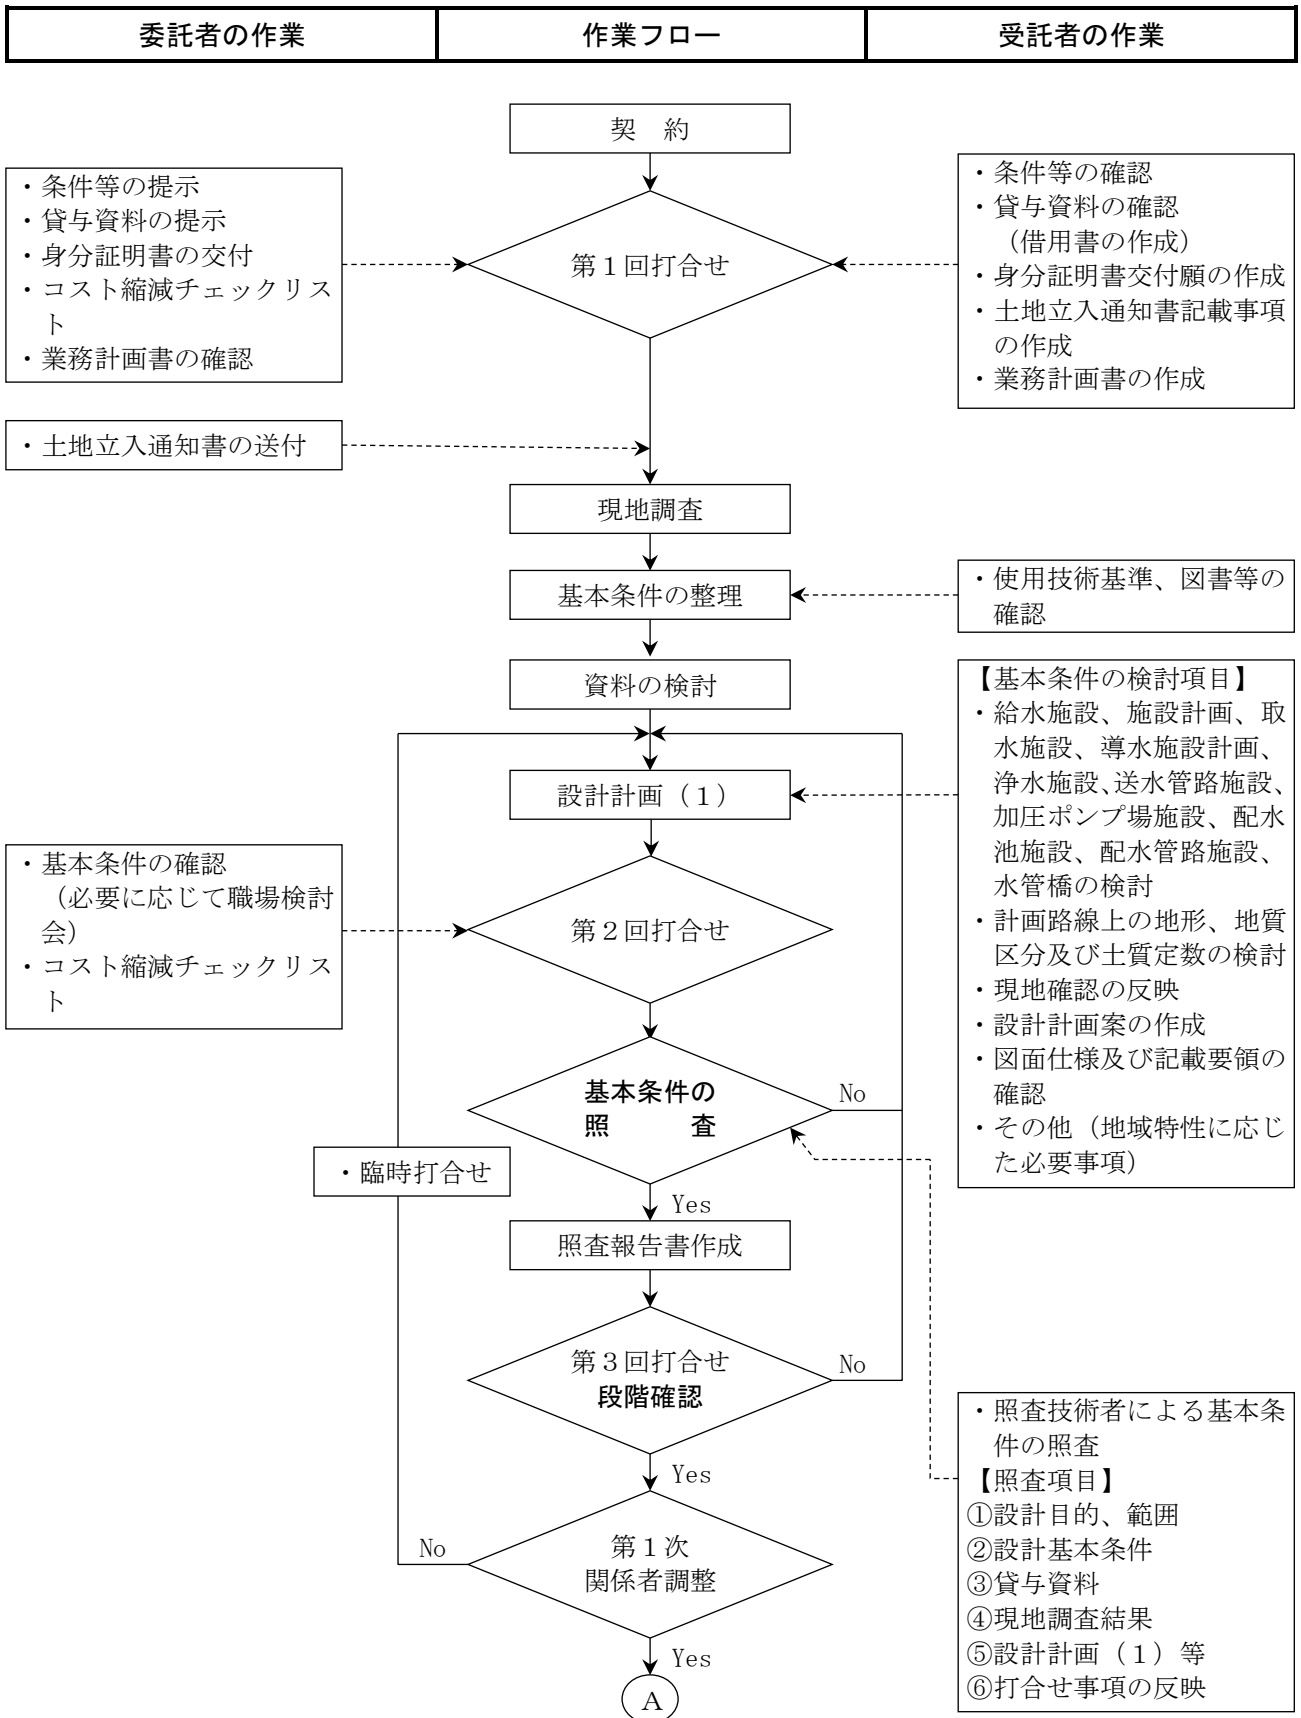 委託者の作業
作業フロー
受託者の作業
契　約
・条件等の提示
・貸与資料の提示
・身分証明書の交付
・コスト縮減チェックリス
ト
・業務計画書の確認
第１回打合せ
・条件等の確認
・貸与資料の確認
（借用書の作成）
・身分証明書交付願の作成
・土地立入通知書記載事項
の作成
・業務計画書の作成
・土地立入通知書の送付
現地調査
基本条件の整理
・使用技術基準、図書等の
確認
資料の検討
設計計画（１）
【基本条件の検討項目】
・給水施設、施設計画、取
水施設、導水施設計画、
浄水施設、送水管路施設、
加圧ポンプ場施設、配水
池施設、配水管路施設、
水管橋の検討
・計画路線上の地形、地質
区分及び土質定数の検討
・現地確認の反映
・設計計画案の作成
・図面仕様及び記載要領の
確認
・その他（地域特性に応じ
た必要事項）
・基本条件の確認
（必要に応じて職場検討
会）
・コスト縮減チェックリス
ト
第２回打合せ
基本条件の
照　　　査
No
・臨時打合せ
Yes
照査報告書作成
第３回打合せ
段階確認
No
Yes
・照査技術者による基本条
件の照査
【照査項目】
①設計目的、範囲
②設計基本条件
③貸与資料
④現地調査結果
⑤設計計画（１）等
⑥打合せ事項の反映
No
第１次
関係者調整
Yes
A